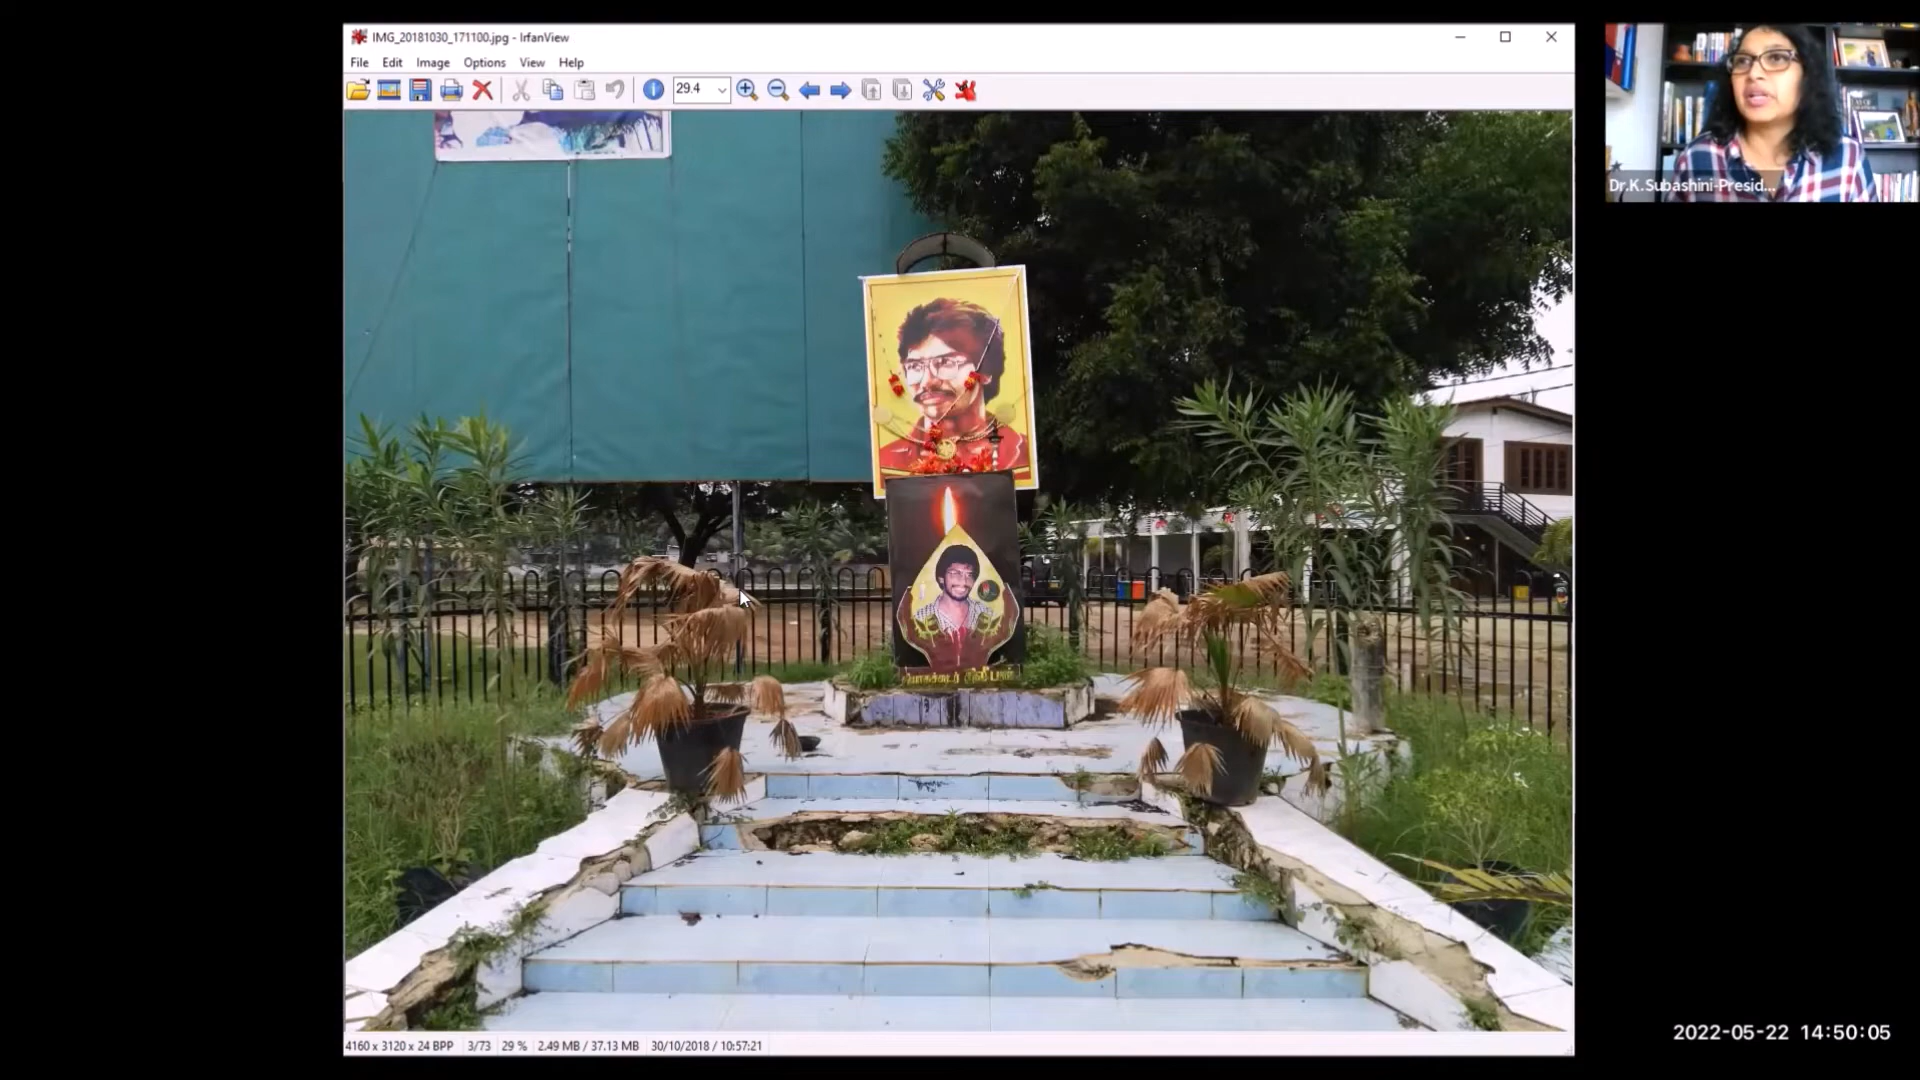 IMG_20181030_171100.jpg - IrfanView
File Edit Image Options View Help
29.4
Dr.K.Subashini-Presid...
திலீபன்
4160 x 3120 x 24 BPP 3/73 29 % 2.49 MB / 37.13 MB 30/10/2018 / 10:57:21
2022-05-22 14:50:05